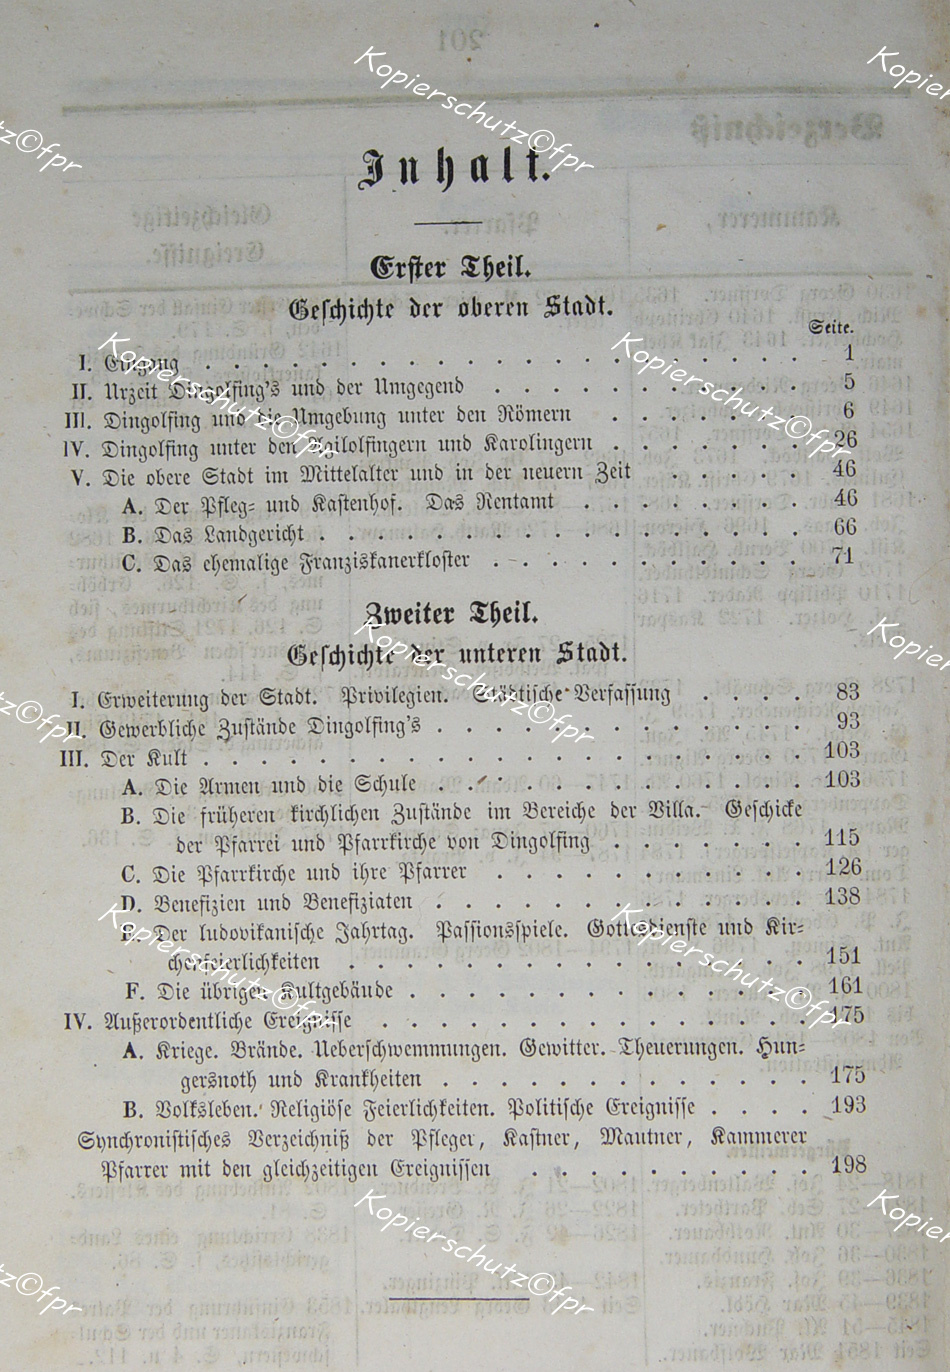 Inhalt.
Erster Theil.
Geschichte der oberen Stadt.
Seite.
I. Eingang . . . . . . . . . . . . . . . . . . . . . 1
II. Urzeit Dingolfing's und der Umgegend . . . . . . . . . . . 5
III. Dingolfing und die Umgebung unter den Römern . . . . . . . 6
IV. Dingolfing unter den Agilolfingern und Karolingern . . . . . . . 26
V. Die obere Stadt im Mittelalter und in der neuern Zeit . . . . . 46
A. Der Pfleg- und Kastenhof. Das Rentamt . . . . . . . . 46
B. Das Landgericht . . . . . . . . . . . . . . . . . 66
C. Das ehemalige Franziskanerkloster . . . . . . . . . . . 71
Zweiter Theil.
Geschichte der unteren Stadt.
I. Erweiterung der Stadt. Privilegien. Städtische Verfassung . . . . 83
II. Gewerbliche Zustände Dingolfing's . . . . . . . . . . . . . 93
III. Der Kult . . . . . . . . . . . . . . . . . . . . . 103
A. Die Armen und die Schule . . . . . . . . . . . . . 103
B. Die früheren kirchlichen Zustände im Bereiche der Villa. Geschicke
der Pfarrei und Pfarrkirche von Dingolfing . . . . . . . 115
C. Die Pfarrkirche und ihre Pfarrer . . . . . . . . . . . 126
D. Benefizien und Benefiziaten . . . . . . . . . . . . . 138
E. Der ludovikanische Jahrtag. Passionsspiele. Gottesdienste und Kir-
chenfeierlichkeiten . . . . . . . . . . . . . . . . 151
F. Die übrigen Kultgebäude . . . . . . . . . . . . . . 161
IV. Außerordentliche Ereignisse . . . . . . . . . . . . . . . 175
A. Kriege. Brände. Ueberschwemmungen. Gewitter. Theuerungen. Hun-
gersnoth und Krankheiten . . . . . . . . . . . . . 175
B. Volksleben. Religiöse Feierlichkeiten. Politische Ereignisse . . . . 193
Synchronistisches Verzeichniß der Pfleger, Kastner, Mautner, Kammerer
Pfarrer mit den gleichzeitigen Ereignissen . . . . . . . . . . 198
Kopierschutz©fpr